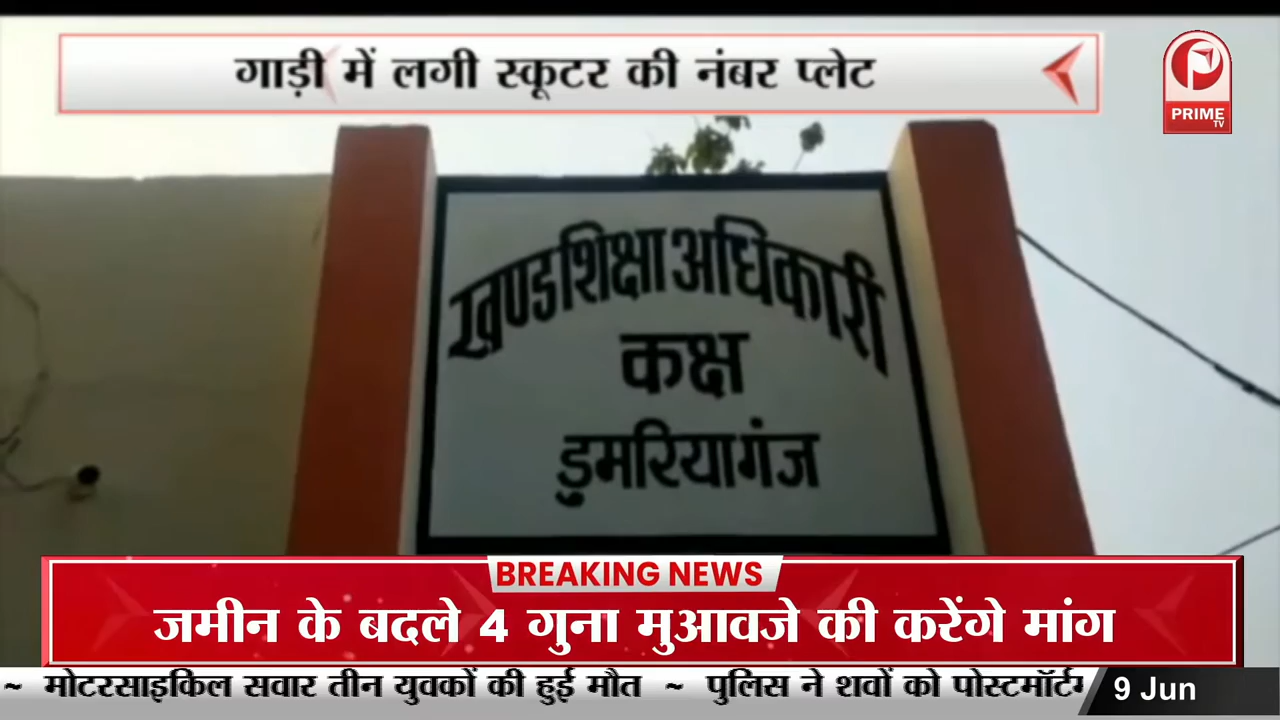 गाड़ी में लगी स्कूटर की नंबर प्लेट
PRIME
TV
खण्ड शिक्षा अधिकारी
कक्ष
डुमरियागंज
BREAKING NEWS
जमीन के बदले 4 गुना मुआवजे की करेंगे मांग
~ मोटरसाइकिल सवार तीन युवकों की हुई मौत ~ पुलिस ने शवों को पोस्टमॉर्टम
9 Jun